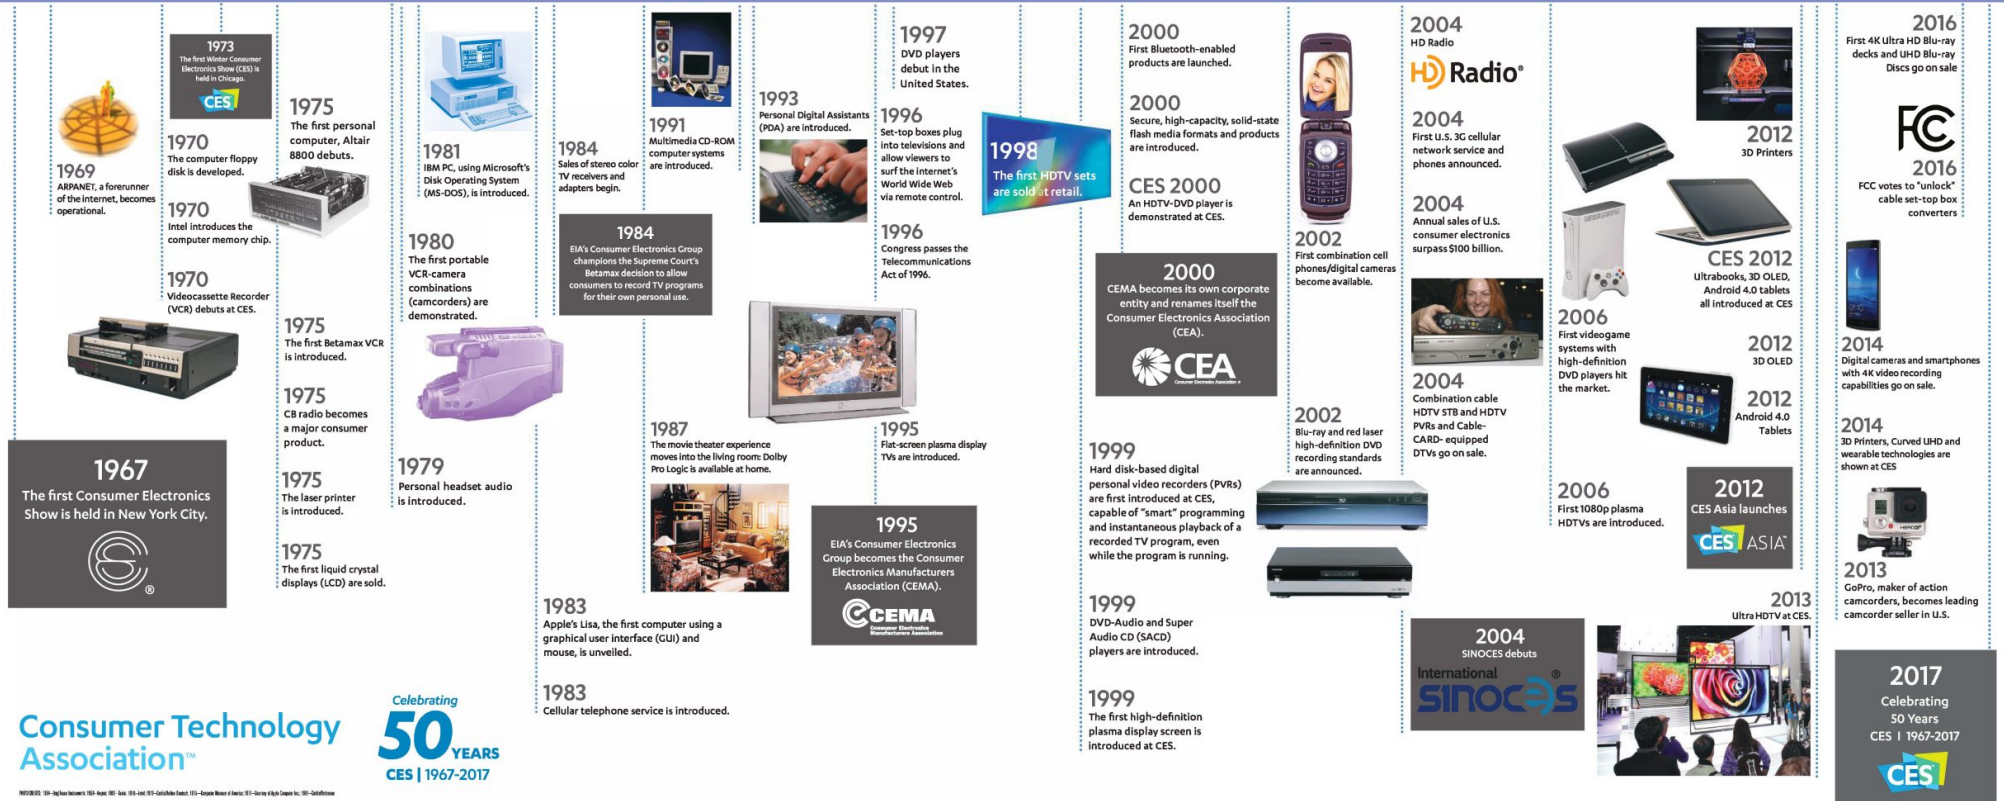 1969
ARPANET, a forerunner
of the internet, becomes
operational.
1967
The first Consumer Electronics
Show is held in New York City.
®
1973
The first Winter Consumer
Electronics Show (CES) is
held in Chicago.
CES
1970
The computer floppy
disk is developed.
1970
Intel introduces the
computer memory chip.
1970
Videocassette Recorder
(VCR) debuts at CES.
1975
The first personal
computer, Altair
8800 debuts.
1975
The first Betamax VCR
is introduced.
1975
CB radio becomes
a major consumer
product.
1975
The laser printer
is introduced.
1975
The first liquid crystal
displays (LCD) are sold.
1981
IBM PC, using Microsoft's
Disk Operating System
(MS-DOS), is introduced.
1980
The first portable
VCR-camera
combinations
(camcorders) are
demonstrated.
1979
Personal headset audio
is introduced.
1984
Sales of stereo color
TV receivers and
adapters begin.
1984
EIA's Consumer Electronics Group
champions the Supreme Court's
Betamax decision to allow
consumers to record TV programs
for their own personal use.
1983
Apple's Lisa, the first computer using a
graphical user interface (GUI) and
mouse, is unveiled.
1983
Cellular telephone service is introduced.
1991
Multimedia CD-ROM
computer systems
are introduced.
1987
The movie theater experience
moves into the living room: Dolby
Pro Logic is available at home.
1993
Personal Digital Assistants
(PDA) are introduced.
1997
DVD players
debut in the
United States.
1996
Set-top boxes plug
into televisions and
allow viewers to
surf the internet's
World Wide Web
via remote control.
1996
Congress passes the
Telecommunications
Act of 1996.
1995
Flat-screen plasma display
TVs are introduced.
1995
EIA's Consumer Electronics
Group becomes the Consumer
Electronics Manufacturers
Association (CEMA).
CEMA
Consumer Electronics
Manufacturers Association
1998
The first HDTV sets
are sold at retail.
2000
First Bluetooth-enabled
products are launched.
2000
Secure, high-capacity, solid-state
flash media formats and products
are introduced.
CES 2000
An HDTV-DVD player is
demonstrated at CES.
2000
CEMA becomes its own corporate
entity and renames itself the
Consumer Electronics Association
(CEA).
CEA
Consumer Electronics Association
1999
Hard disk-based digital
personal video recorders (PVRs)
are first introduced at CES,
capable of "smart" programming
and instantaneous playback of a
recorded TV program, even
while the program is running.
1999
DVD-Audio and Super
Audio CD (SACD)
players are introduced.
1999
The first high-definition
plasma display screen is
introduced at CES.
2002
First combination cell
phones/digital cameras
become available.
2002
Blu-ray and red laser
high-definition DVD
recording standards
are announced.
2004
HD Radio
HD Radio®
2004
First U.S. 3G cellular
network service and
phones announced.
2004
Annual sales of U.S.
consumer electronics
surpass $100 billion.
2004
Combination cable
HDTV STB and HDTV
PVRs and Cable-
CARD- equipped
DTVs go on sale.
2004
SINOCES debuts
International ®
SINOCES
2006
First videogame
systems with
high-definition
DVD players hit
the market.
2006
First 1080p plasma
HDTVs are introduced.
2012
3D Printers
CES 2012
Ultrabooks, 3D OLED,
Android 4.0 tablets
all introduced at CES
2012
3D OLED
2012
Android 4.0
Tablets
2012
CES Asia launches
CES ASIA™
2013
Ultra HDTV at CES.
2016
First 4K Ultra HD Blu-ray
decks and UHD Blu-ray
Discs go on sale
FCC
2016
FCC votes to "unlock"
cable set-top box
converters
2014
Digital cameras and smartphones
with 4K video recording
capabilities go on sale.
2014
3D Printers, Curved UHD and
wearable technologies are
shown at CES
HERO3+
2013
GoPro, maker of action
camcorders, becomes leading
camcorder seller in U.S.
2017
Celebrating
50 Years
CES | 1967-2017
CES
Consumer Technology
Association™
Celebrating
50 YEARS
CES | 1967-2017